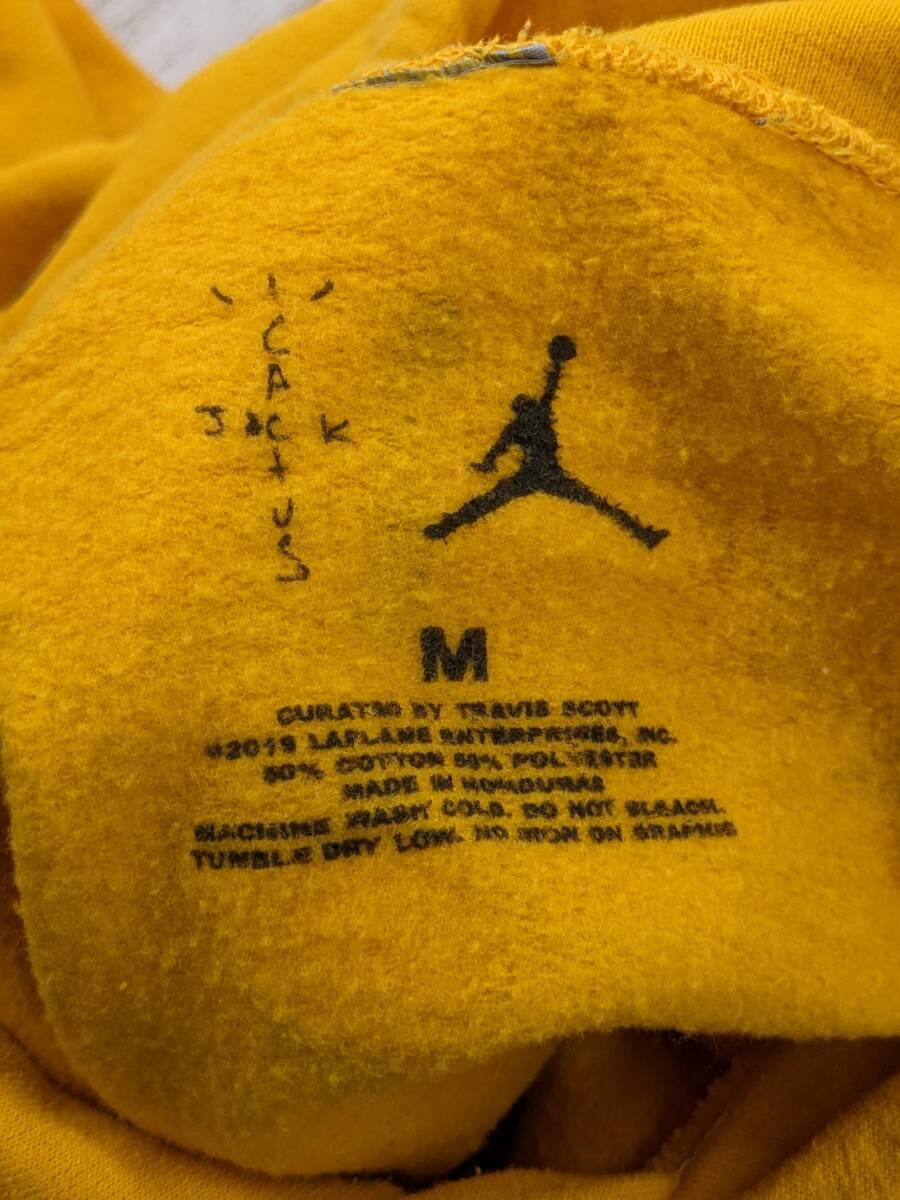 CACTUS
JACK
M
CURATED BY TRAVIS SCOTT
©2019 LAFLAME ENTERPRISES, INC.
50% COTTON 50% POLYESTER
MADE IN HONDURAS
MACHINE WASH COLD. DO NOT BLEACH.
TUMBLE DRY LOW. NO IRON ON GRAPHIC